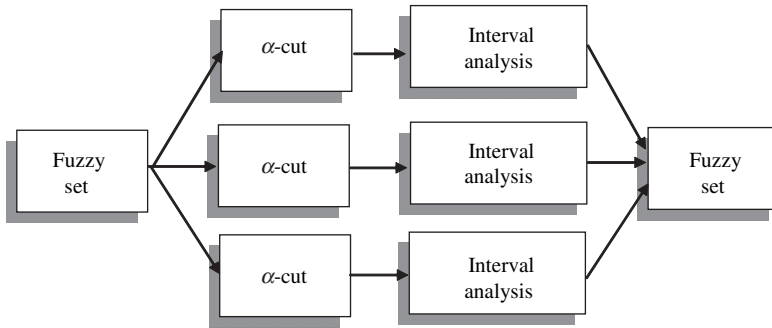 α-cut
Interval
analysis
Fuzzy
set
α-cut
Interval
analysis
Fuzzy
set
α-cut
Interval
analysis